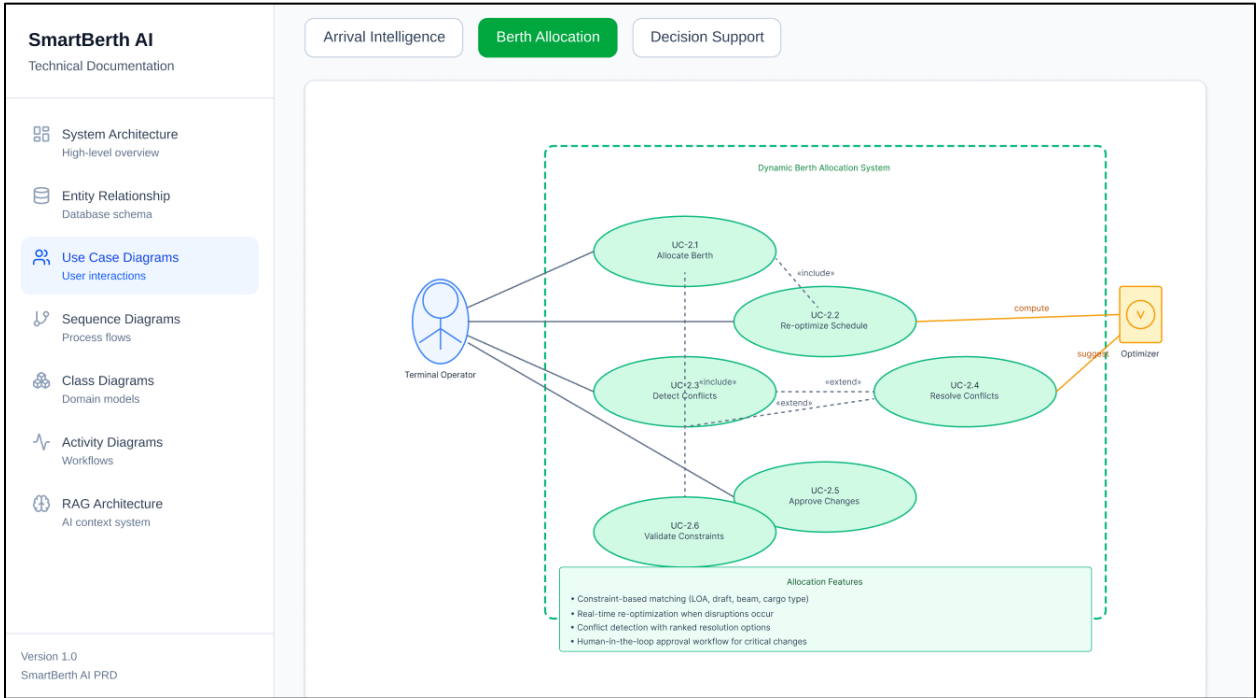 SmartBerth AI
Technical Documentation
System Architecture
High-level overview
Entity Relationship
Database schema
Use Case Diagrams
User interactions
Sequence Diagrams
Process flows
Class Diagrams
Domain models
Activity Diagrams
Workflows
RAG Architecture
AI context system
Version 1.0
SmartBerth AI PRD
Arrival Intelligence
Berth Allocation
Decision Support
Dynamic Berth Allocation System
UC-2.1
Allocate Berth
«include»
UC-2.2
Re-optimize Schedule
compute
Terminal Operator
suggest
Optimizer
UC-2.3
Detect Conflicts
«include»
«extend»
«extend»
UC-2.4
Resolve Conflicts
UC-2.5
Approve Changes
UC-2.6
Validate Constraints
Allocation Features
• Constraint-based matching (LOA, draft, beam, cargo type)
• Real-time re-optimization when disruptions occur
• Conflict detection with ranked resolution options
• Human-in-the-loop approval workflow for critical changes